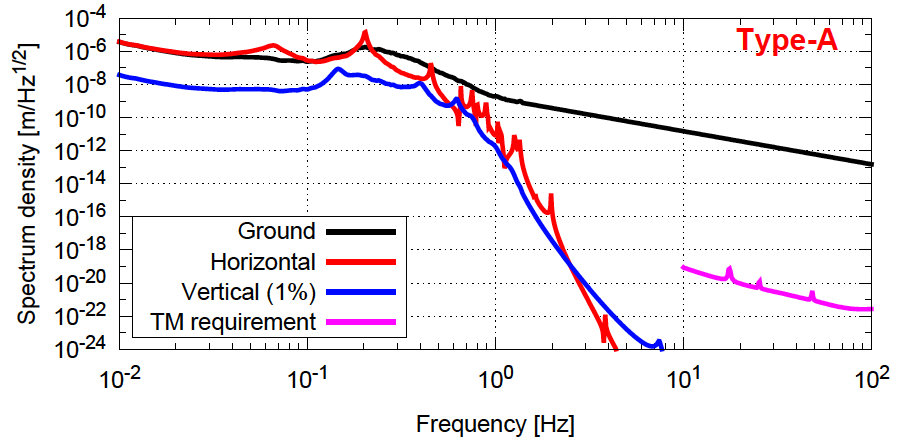 Type-A
Spectrum density [m/Hz^1/2]
10^-4
10^-6
10^-8
10^-10
10^-12
10^-14
10^-16
10^-18
10^-20
10^-22
10^-24
Ground
Horizontal
Vertical (1%)
TM requirement
10^-2 10^-1 10^0 10^1 10^2
Frequency [Hz]